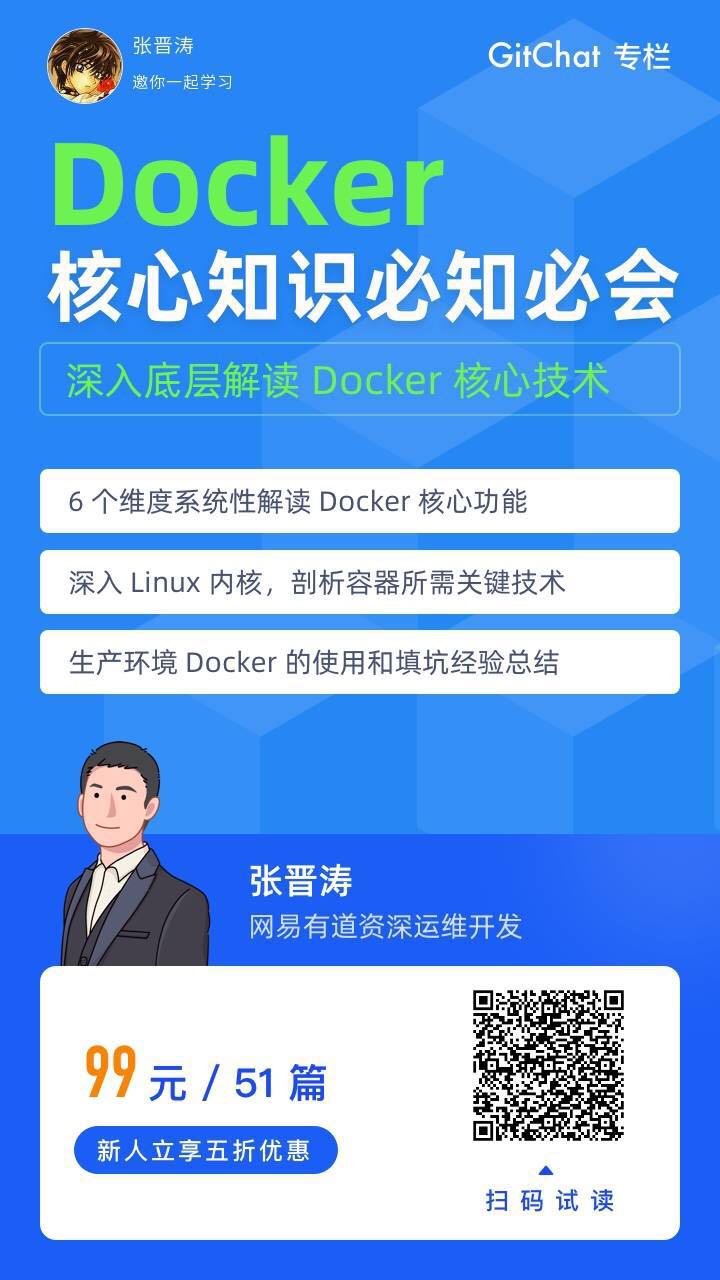 张晋涛
邀你一起学习
GitChat 专栏
Docker
核心知识必知必会
深入底层解读 Docker 核心技术
6 个维度系统性解读 Docker 核心功能
深入 Linux 内核，剖析容器所需关键技术
生产环境 Docker 的使用和填坑经验总结
张晋涛
网易有道资深运维开发
99 元 / 51 篇
新人立享五折优惠
扫码试读